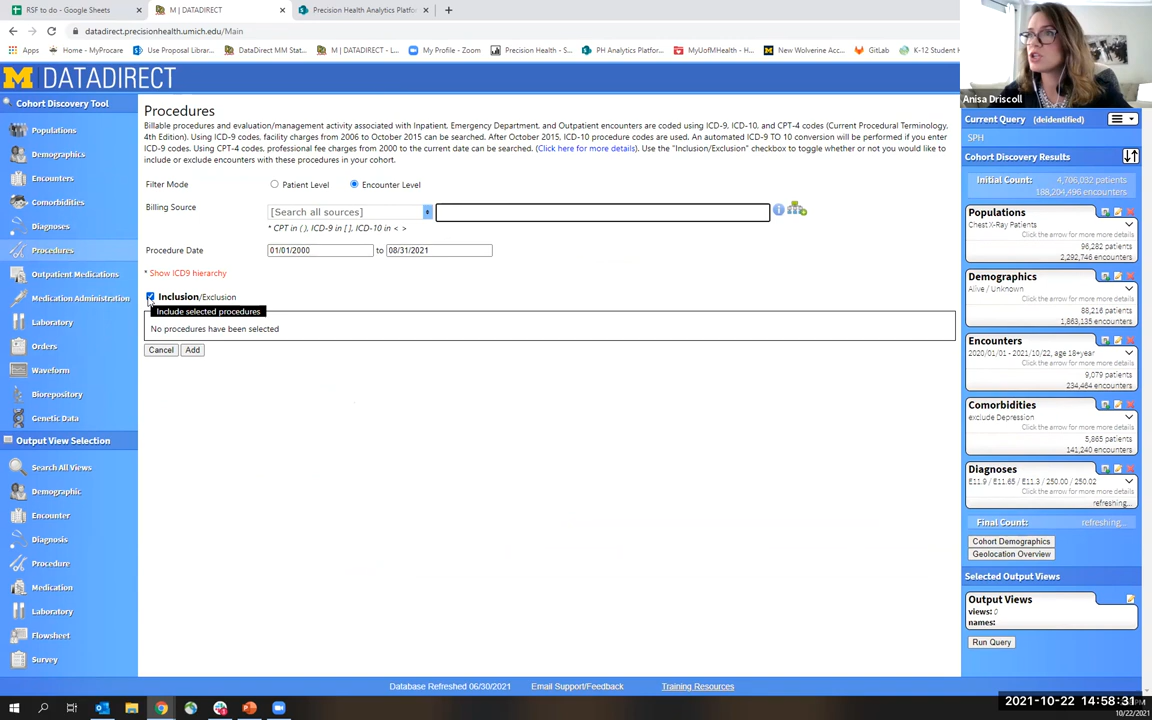 RSF to do - Google Sheets
M | DATADIRECT
Precision Health Analytics Platfo
datadirect.precisionhealth.umich.edu/Main
Apps
Home - MyProcare
Use Proposal Library...
DataDirect MM Stat...
M | DATADIRECT - L...
My Profile - Zoom
Precision Health - S...
PH Analytics Platfor...
MyUofMHealth - H...
New Wolverine Acc...
GitLab
K-12 Student
Anisa Driscoll
M DATADIRECT
Cohort Discovery Tool
Populations
Demographics
Encounters
Comorbidities
Diagnoses
Procedures
Outpatient Medications
Medication Administration
Laboratory
Orders
Waveform
Biorepository
Genetic Data
Output View Selection
Search All Views
Demographic
Encounter
Diagnosis
Procedure
Medication
Laboratory
Flowsheet
Survey
Procedures
Billable procedures and evaluation/management activity associated with Inpatient, Emergency Department, and Outpatient encounters are coded using ICD-9, ICD-10, and CPT-4 codes (Current Procedural Terminology,
4th Edition). Using ICD-9 codes, facility charges from 2006 to October 2015 can be searched. After October 2015, ICD-10 procedure codes are used. An automated ICD-9 TO 10 conversion will be performed if you enter
ICD-9 codes. Using CPT-4 codes, professional fee charges from 2000 to the current date can be searched. (Click here for more details). Use the "Inclusion/Exclusion" checkbox to toggle whether or not you would like
to include or exclude encounters with these procedures in your cohort.
Filter Mode
Patient Level
Encounter Level
Billing Source
[Search all sources]
* CPT in ( ), ICD-9 in [ ], ICD-10 in < >
Procedure Date
01/01/2000
to
08/31/2021
* Show ICD9 hierarchy
Inclusion/Exclusion
Include selected procedures
No procedures have been selected
Cancel
Add
Current Query (deidentified)
SPH
Cohort Discovery Results
Initial Count: 4,706,032 patients
188,204,496 encounters
Populations
Chest X-Ray Patients
Click the arrow for more more details
96,282 patients
2,292,746 encounters
Demographics
Alive / Unknown
Click the arrow for more more details
88,216 patients
1,863,135 encounters
Encounters
2020/01/01 - 2021/10/22, age 18+year
Click the arrow for more more details
9,079 patients
234,464 encounters
Comorbidities
exclude Depression
Click the arrow for more more details
5,865 patients
141,240 encounters
Diagnoses
E11.9 / E11.65 / E11.3 / 250.00 / 250.02
Click the arrow for more more details
refreshing...
Final Count: refreshing...
Cohort Demographics
Geolocation Overview
Selected Output Views
Output Views
views: 0
names:
Run Query
Database Refreshed 06/30/2021
Email Support/Feedback
Training Resources
2021-10-22 14:58:31
10/22/2021